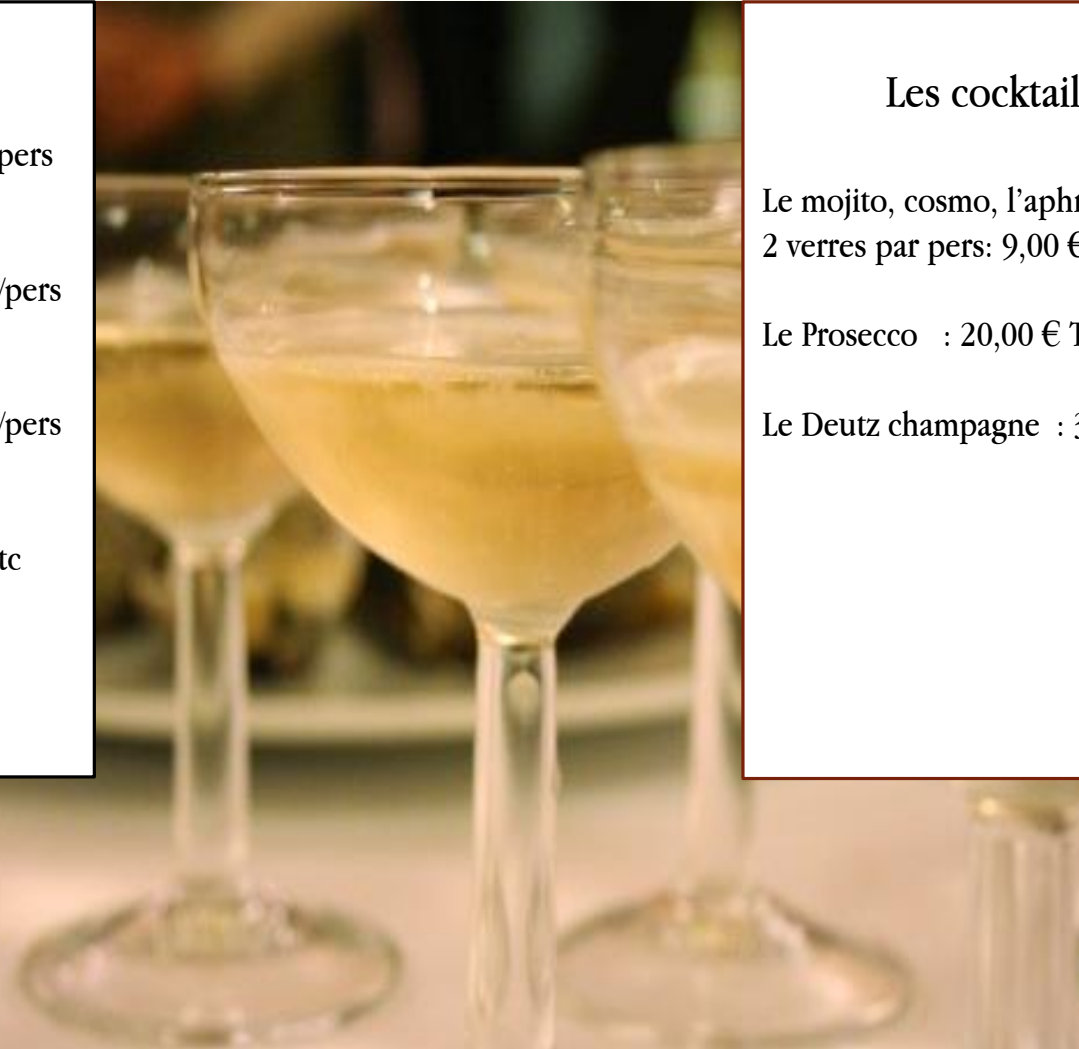 pers
/pers
/pers
tc
Les cocktail
Le mojito, cosmo, l’aphr
2 verres par pers: 9,00 €
Le Prosecco : 20,00 € T
Le Deutz champagne : 3